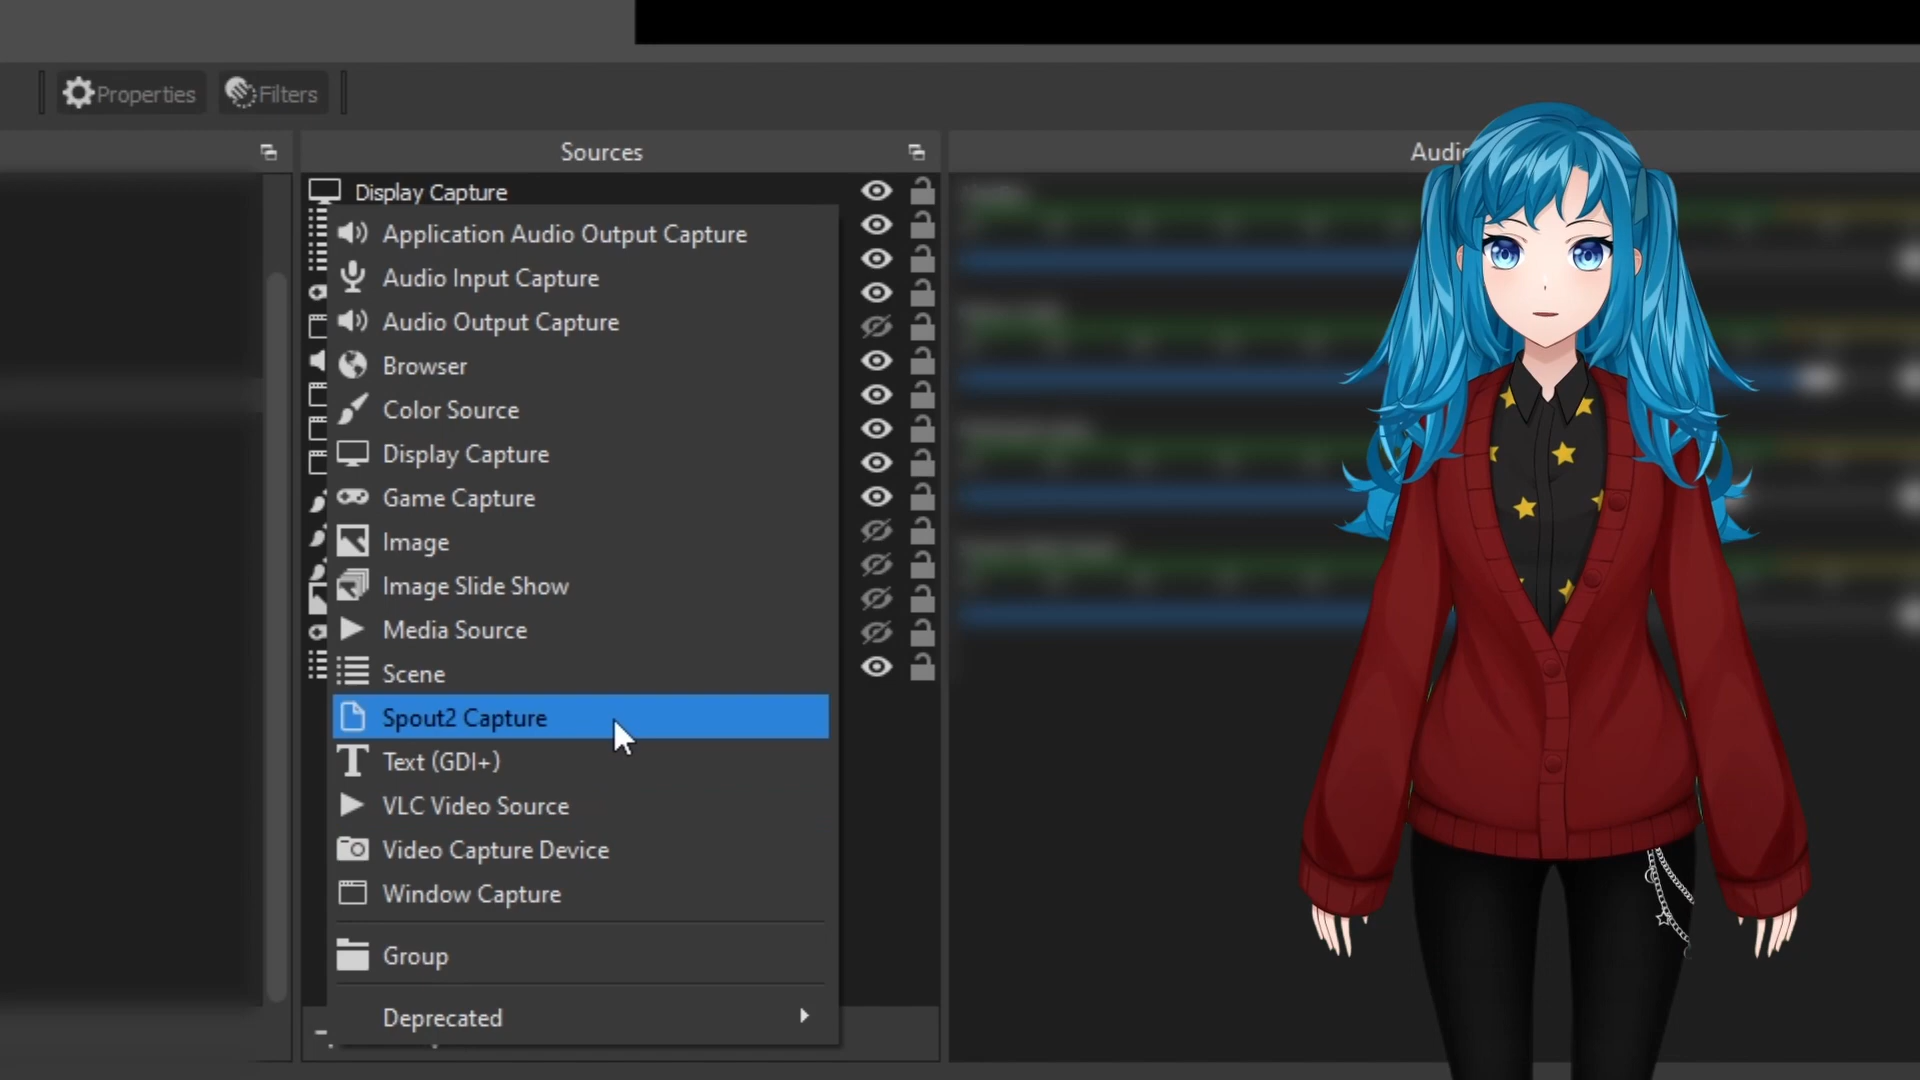 Properties
Filters
Sources
Audio
Display Capture
Application Audio Output Capture
Audio Input Capture
Audio Output Capture
Browser
Color Source
Display Capture
Game Capture
Image
Image Slide Show
Media Source
Scene
Spout2 Capture
Text (GDI+)
VLC Video Source
Video Capture Device
Window Capture
Group
Deprecated